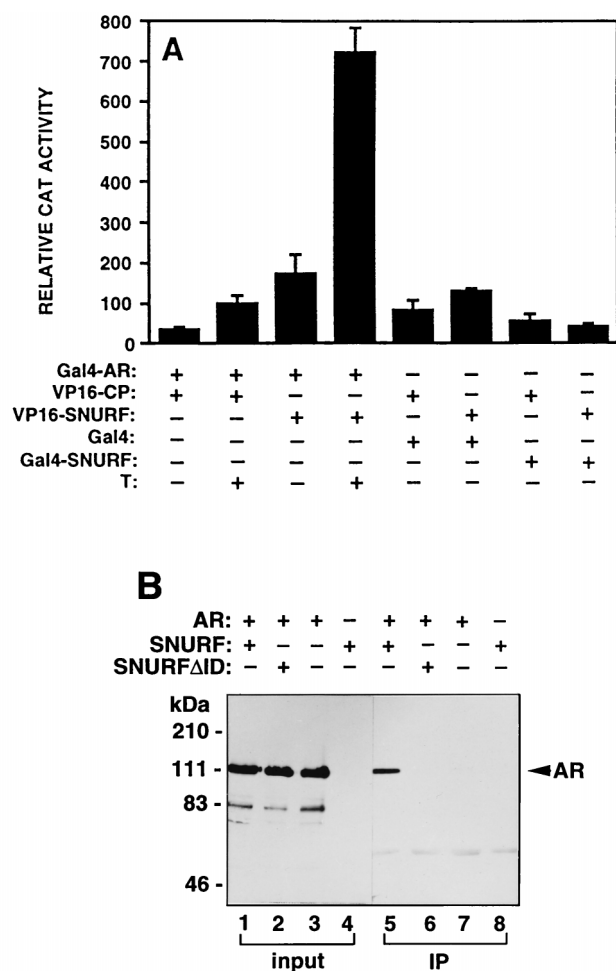 A
RELATIVE CAT ACTIVITY
800
700
600
500
400
300
200
100
0
Gal4-AR: + + + + – – – –
VP16-CP: + + – – + – + –
VP16-SNURF: – – + + – + – +
Gal4: – – – – + + – –
Gal4-SNURF: – – – – – – + +
T: – + – + – – – –
B
AR: + + + – + + + –
SNURF: + – – + + – – +
SNURFΔID: – + – – – + – –
kDa
210 -
111 -
AR
83 -
46 -
1 2 3 4 5 6 7 8
input IP